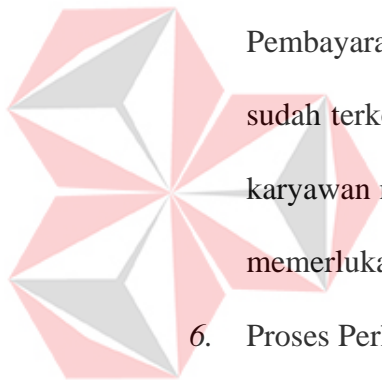 Pembayara
sudah terk
karyawan
memerluka
6. Proses Per